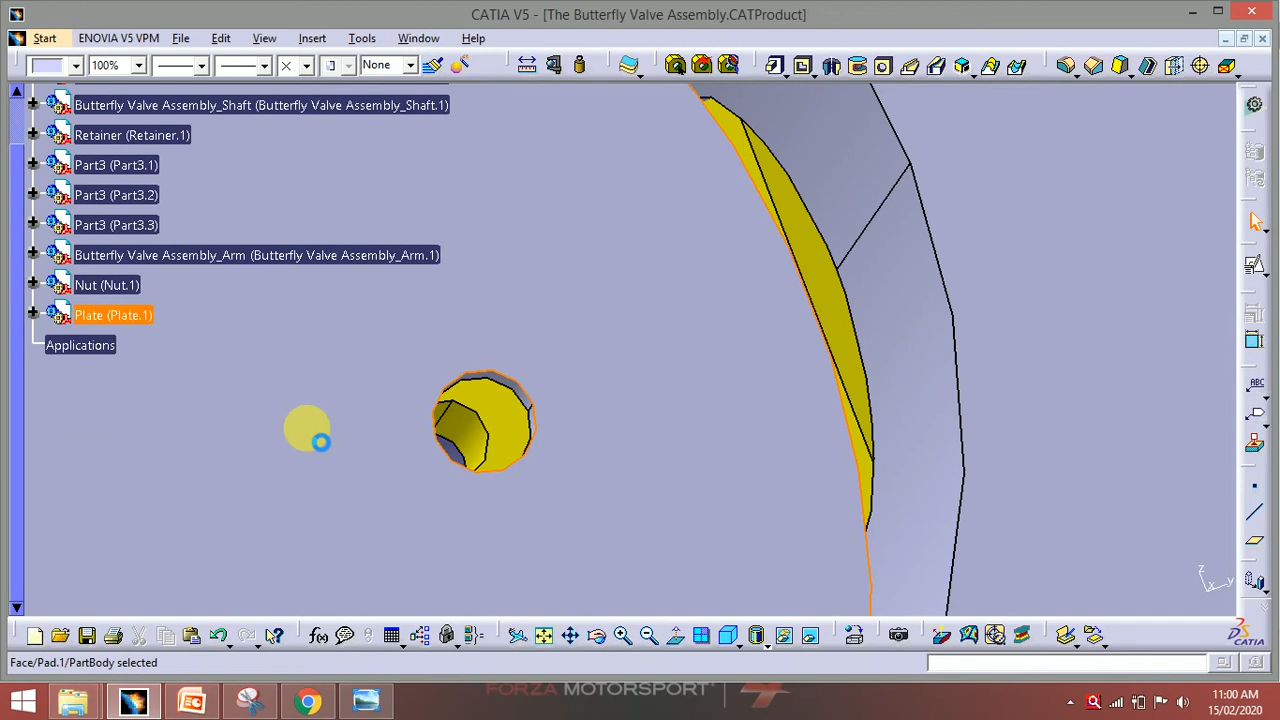 CATIA V5 - [The Butterfly Valve Assembly.CATProduct]
Start ENOVIA V5 VPM File Edit View Insert Tools Window Help
100% None
Butterfly Valve Assembly_Shaft (Butterfly Valve Assembly_Shaft.1)
Retainer (Retainer.1)
Part3 (Part3.1)
Part3 (Part3.2)
Part3 (Part3.3)
Butterfly Valve Assembly_Arm (Butterfly Valve Assembly_Arm.1)
Nut (Nut.1)
Plate (Plate.1)
Applications
ABC
z
x y
f(x)
CATIA
Face/Pad.1/PartBody selected
FORZA MOTORSPORT
11:00 AM
15/02/2020